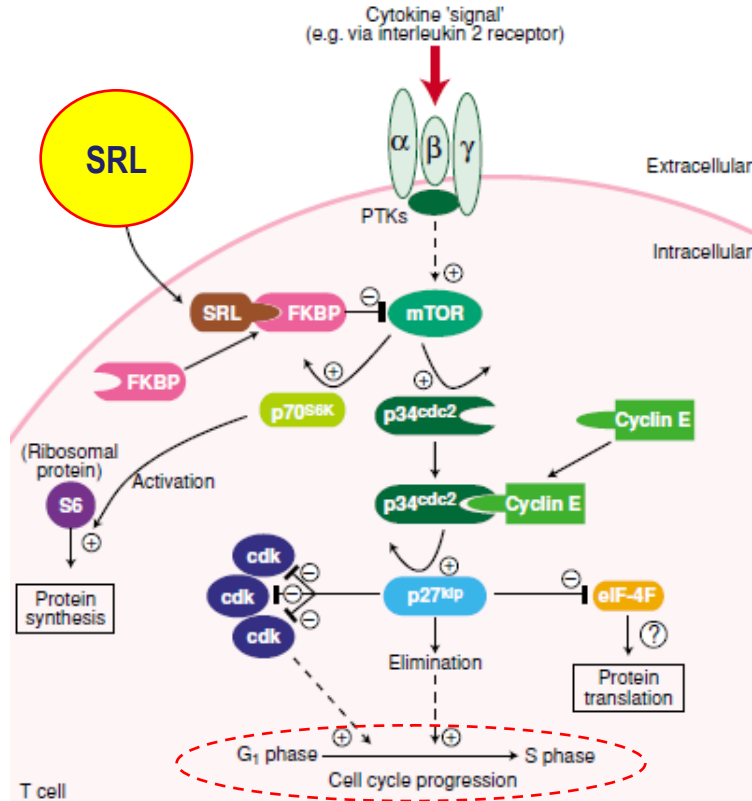 Cytokine 'signal'
(e.g. via interleukin 2 receptor)
SRL
α β γ
Extracellular
PTKs
Intracellular
+
−
SRL FKBP mTOR
FKBP
+ +
p70S6K p34cdc2 Cyclin E
(Ribosomal
protein)
Activation
S6
+
p34cdc2 Cyclin E
cdk
cdk
cdk
−
−
−
+
p27kip
−
eIF-4F
Protein
synthesis
Elimination
?
Protein
translation
+ +
G1 phase S phase
Cell cycle progression
T cell